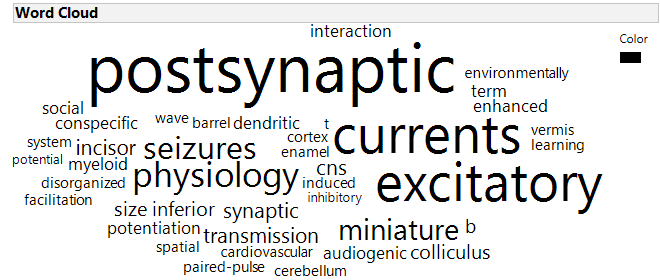 Word Cloud
interaction
Color
postsynaptic
environmentally
term
enhanced
social
conspecific
wave
barrel
dendritic
t
currents
vermis
learning
system
incisor
seizures
cortex
enamel
potential
myeloid
physiology
cns
excitatory
disorganized
induced
facilitation
inhibitory
size
inferior
synaptic
potentiation
transmission
miniature
b
spatial
cardiovascular
audiogenic
colliculus
paired-pulse
cerebellum